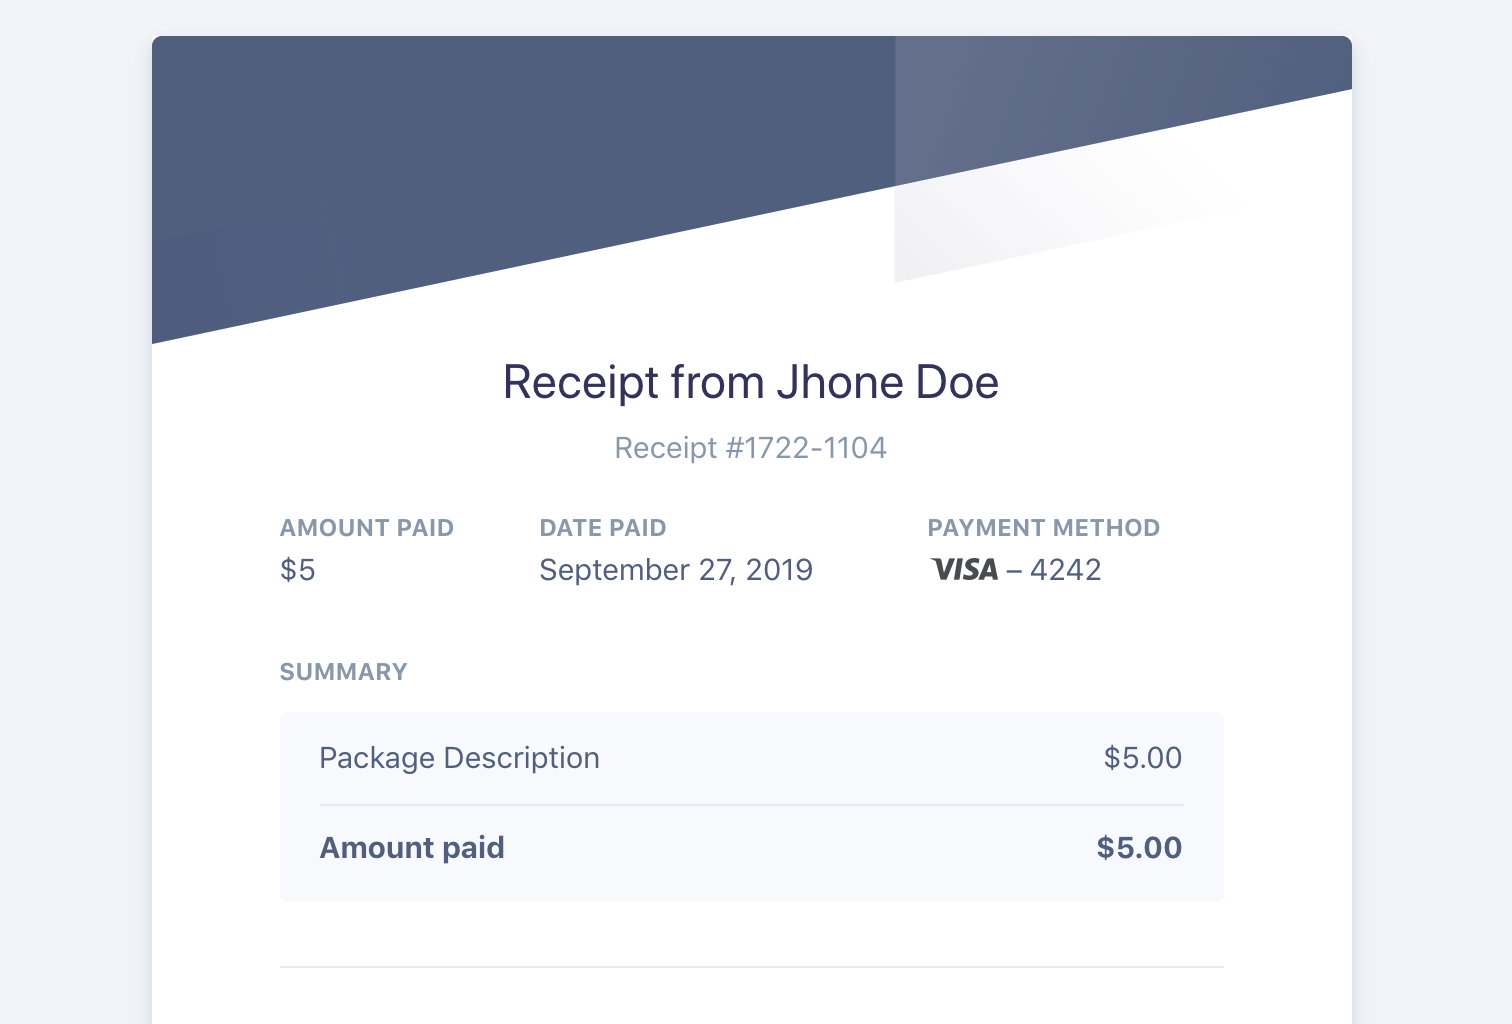 Receipt from Jhone Doe
Receipt #1722-1104
AMOUNT PAID DATE PAID PAYMENT METHOD
$5 September 27, 2019 VISA – 4242
SUMMARY
Package Description $5.00
Amount paid $5.00